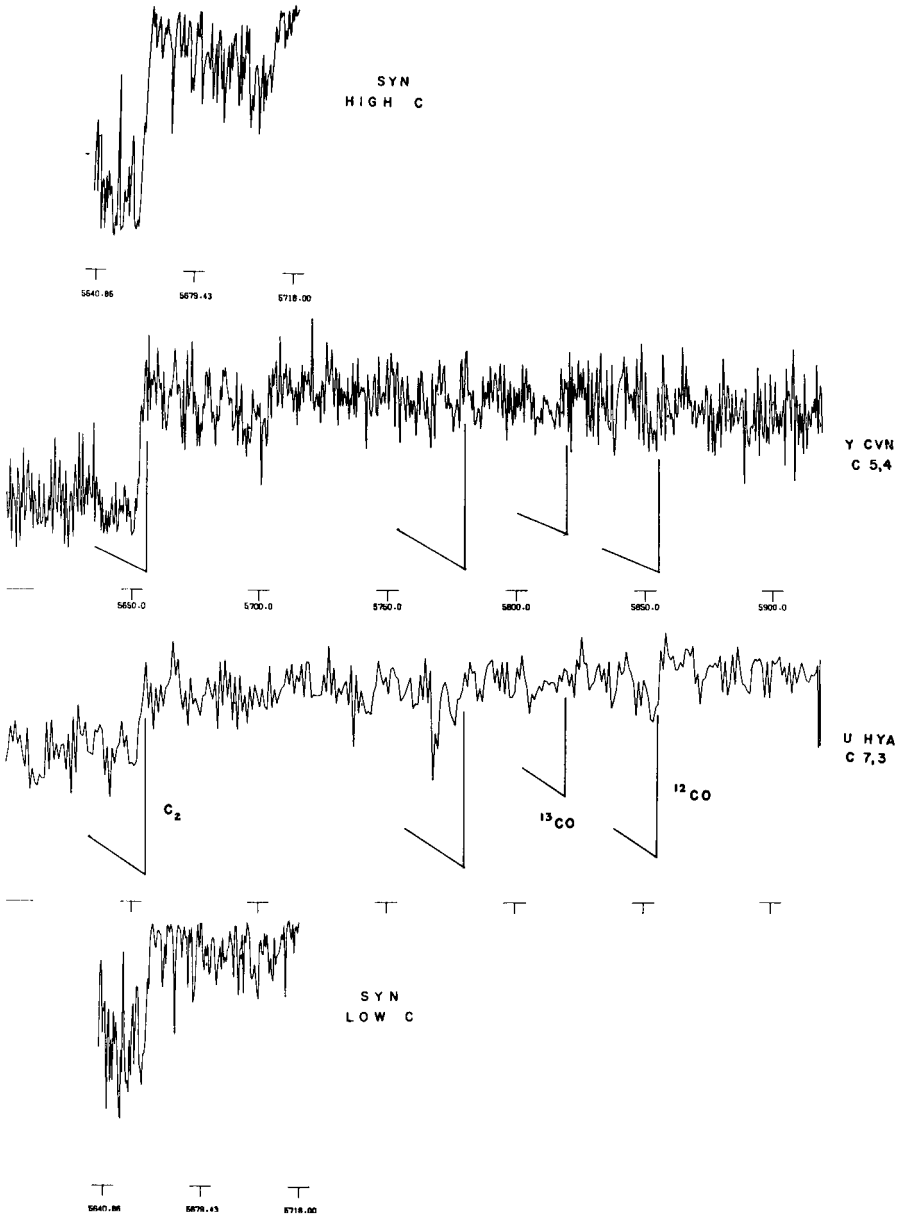 SYN
HIGH C
5640.86 5679.43 5718.00
Y CVN
C 5,4
5650.0 5700.0 5750.0 5800.0 5850.0 5900.0
U HYA
C 7,3
C₂
¹³CO
¹²CO
SYN
LOW C
5640.86 5679.43 5718.00